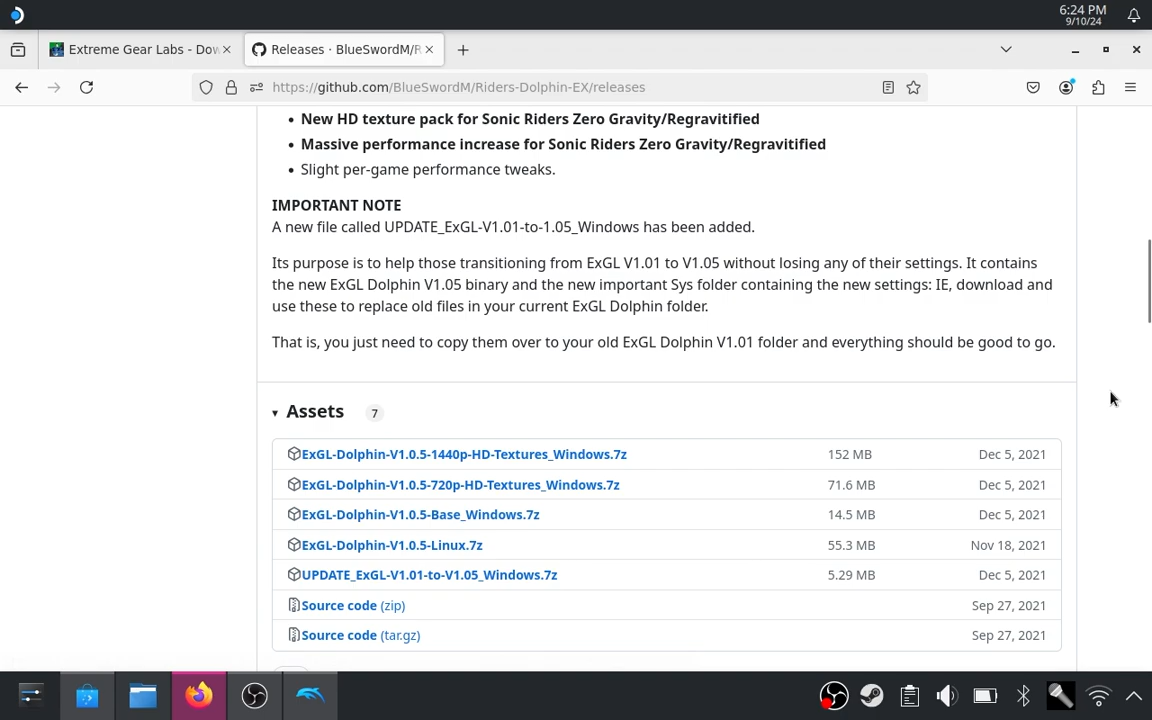 6:24 PM
9/10/24
Extreme Gear Labs - Dow
Releases · BlueSwordM/R
https://github.com/BlueSwordM/Riders-Dolphin-EX/releases
• New HD texture pack for Sonic Riders Zero Gravity/Regravitified
• Massive performance increase for Sonic Riders Zero Gravity/Regravitified
• Slight per-game performance tweaks.
IMPORTANT NOTE
A new file called UPDATE_ExGL-V1.01-to-1.05_Windows has been added.
Its purpose is to help those transitioning from ExGL V1.01 to V1.05 without losing any of their settings. It contains
the new ExGL Dolphin V1.05 binary and the new important Sys folder containing the new settings: IE, download and
use these to replace old files in your current ExGL Dolphin folder.
That is, you just need to copy them over to your old ExGL Dolphin V1.01 folder and everything should be good to go.
Assets 7
ExGL-Dolphin-V1.0.5-1440p-HD-Textures_Windows.7z 152 MB Dec 5, 2021
ExGL-Dolphin-V1.0.5-720p-HD-Textures_Windows.7z 71.6 MB Dec 5, 2021
ExGL-Dolphin-V1.0.5-Base_Windows.7z 14.5 MB Dec 5, 2021
ExGL-Dolphin-V1.0.5-Linux.7z 55.3 MB Nov 18, 2021
UPDATE_ExGL-V1.01-to-V1.05_Windows.7z 5.29 MB Dec 5, 2021
Source code (zip) Sep 27, 2021
Source code (tar.gz) Sep 27, 2021